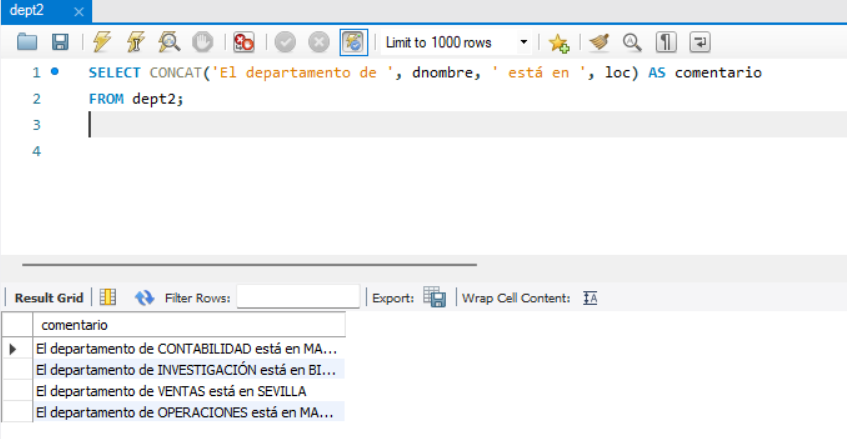 dept2
Limit to 1000 rows
1 SELECT CONCAT('El departamento de ', dnombre, ' está en ', loc) AS comentario
2 FROM dept2;
3
4
Result Grid Filter Rows: Export: Wrap Cell Content: IA
comentario
El departamento de CONTABILIDAD está en MA...
El departamento de INVESTIGACIÓN está en BI...
El departamento de VENTAS está en SEVILLA
El departamento de OPERACIONES está en MA...